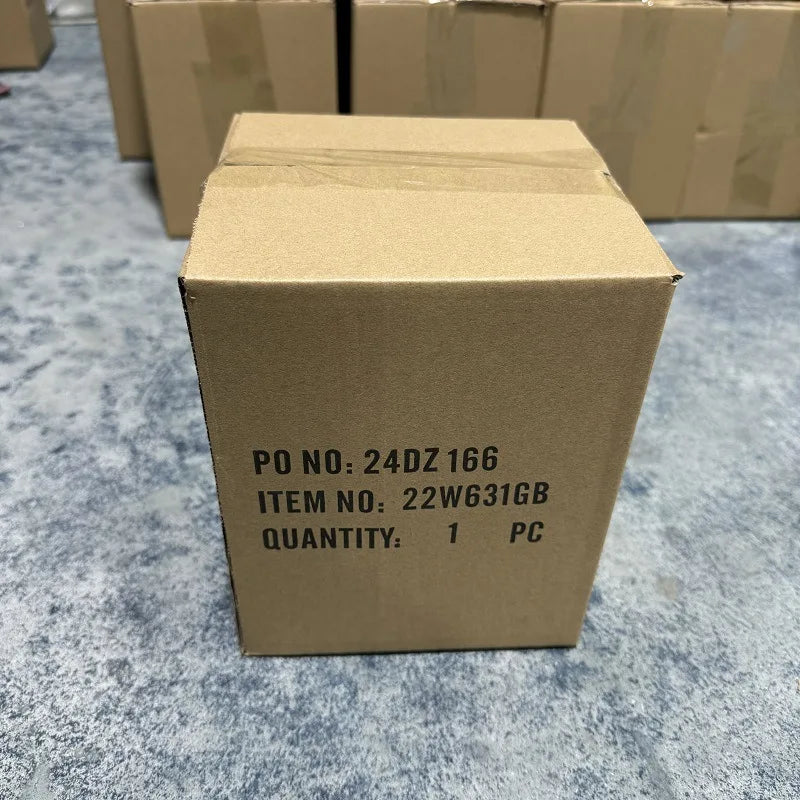 PO NO: 24DZ166
ITEM NO: 22W631GB
QUANTITY: 1 PC